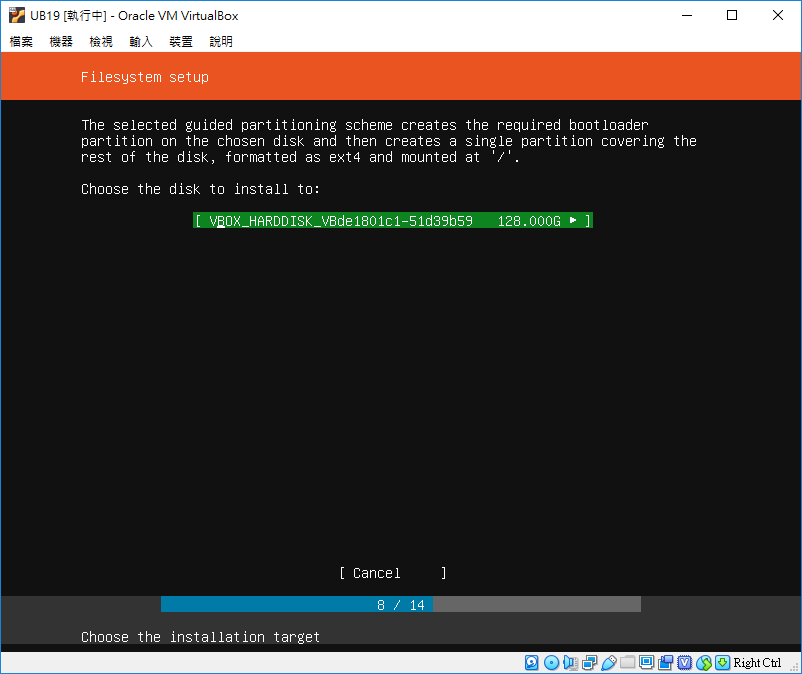 UB19 [執行中] - Oracle VM VirtualBox
檔案 機器 檢視 輸入 裝置 說明
Filesystem setup
The selected guided partitioning scheme creates the required bootloader
partition on the chosen disk and then creates a single partition covering the
rest of the disk, formatted as ext4 and mounted at '/'.
Choose the disk to install to:
[ VBOX_HARDDISK_VBde1801c1-51d39b59 128.000G ▸ ]
[ Cancel ]
8 / 14
Choose the installation target
Right Ctrl